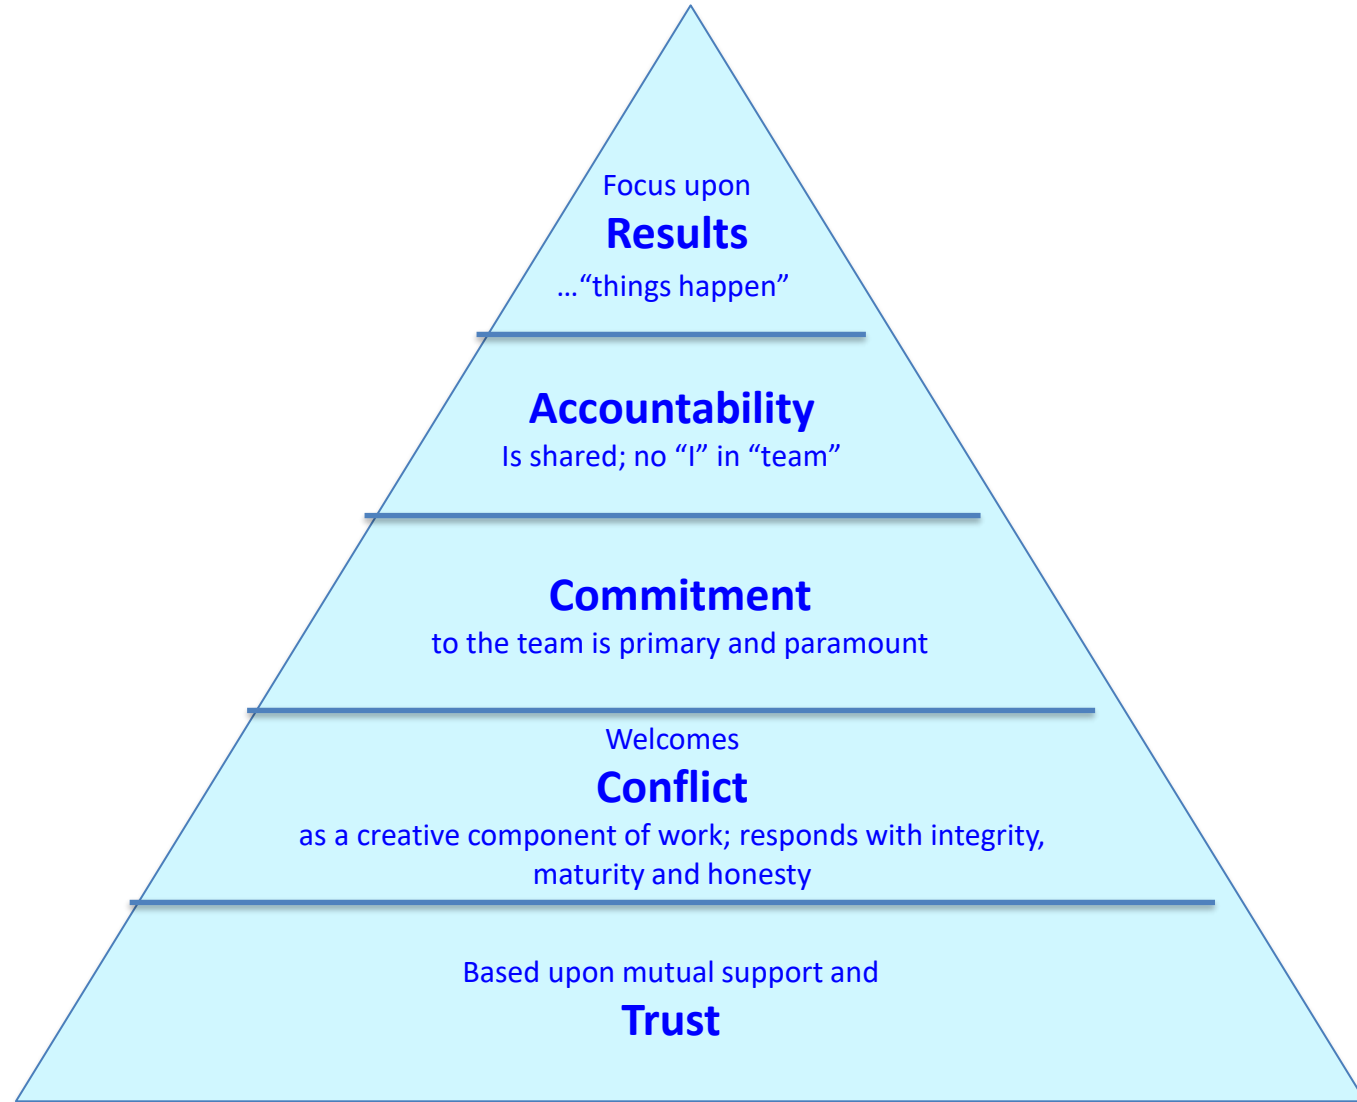 Focus upon
Results
…“things happen”
Accountability
Is shared; no “I” in “team”
Commitment
to the team is primary and paramount
Welcomes
Conflict
as a creative component of work; responds with integrity,
maturity and honesty
Based upon mutual support and
Trust